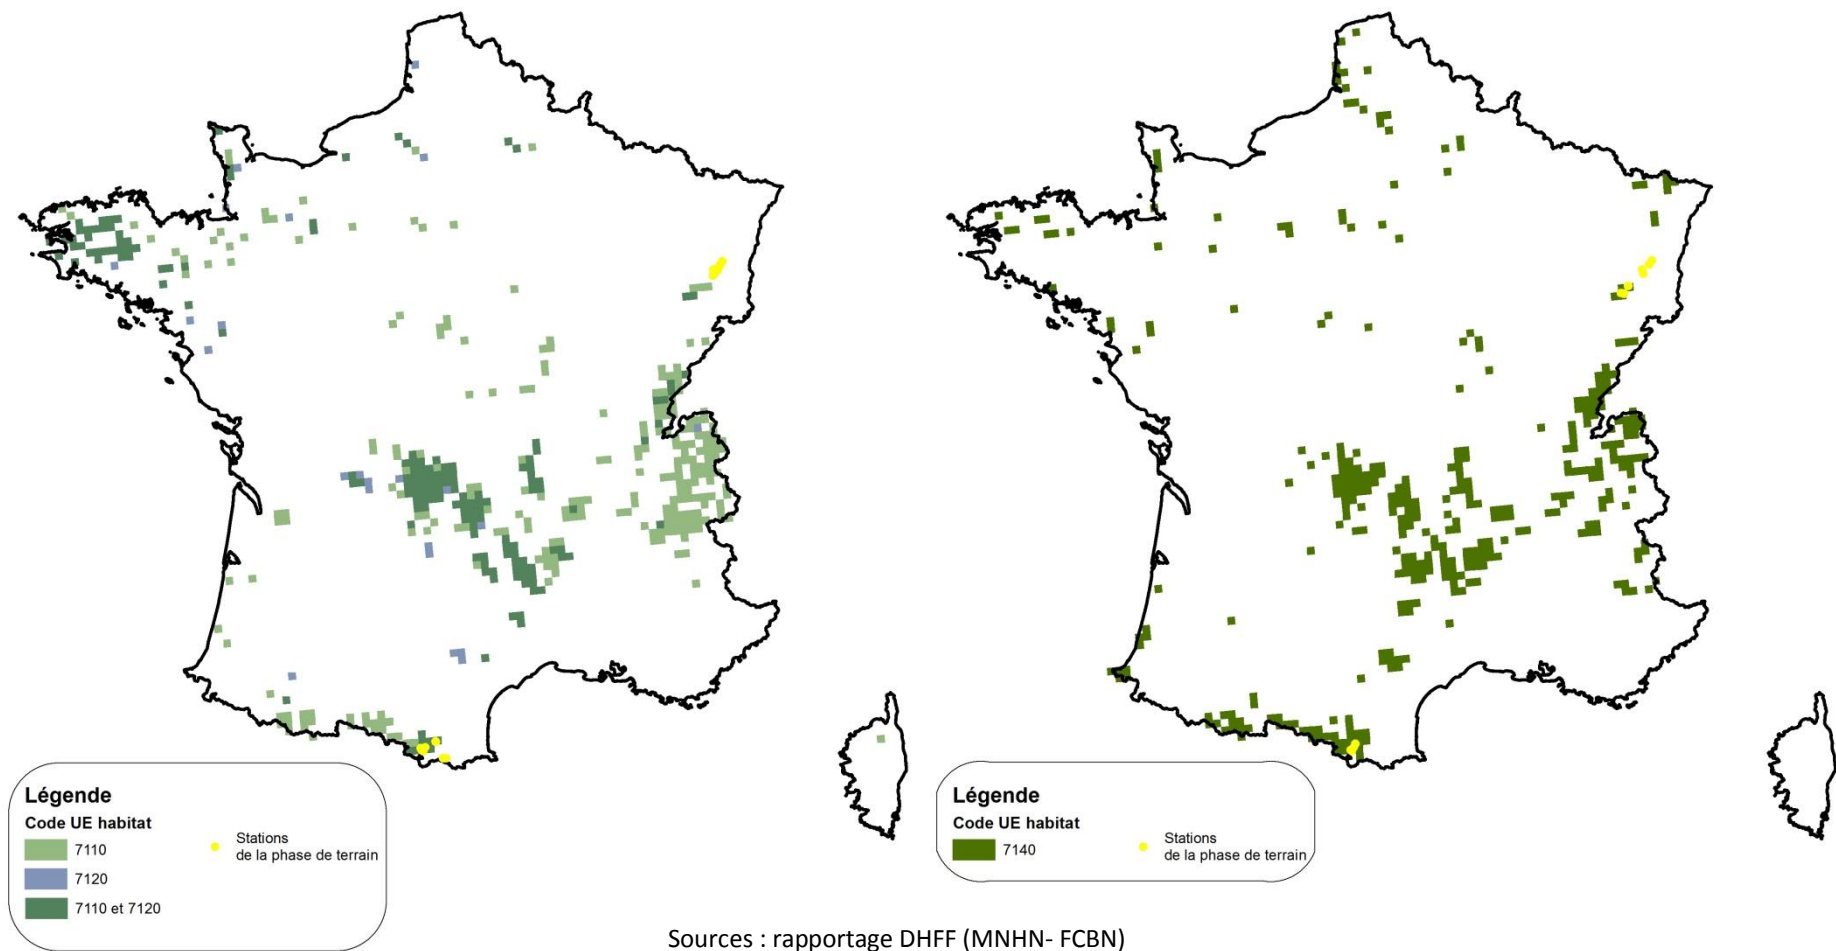 Légende
Code UE habitat
7110
7120
7110 et 7120
Stations
de la phase de terrain
Légende
Code UE habitat
7140
Stations
de la phase de terrain
Sources : rapportage DHFF (MNHN- FCBN)